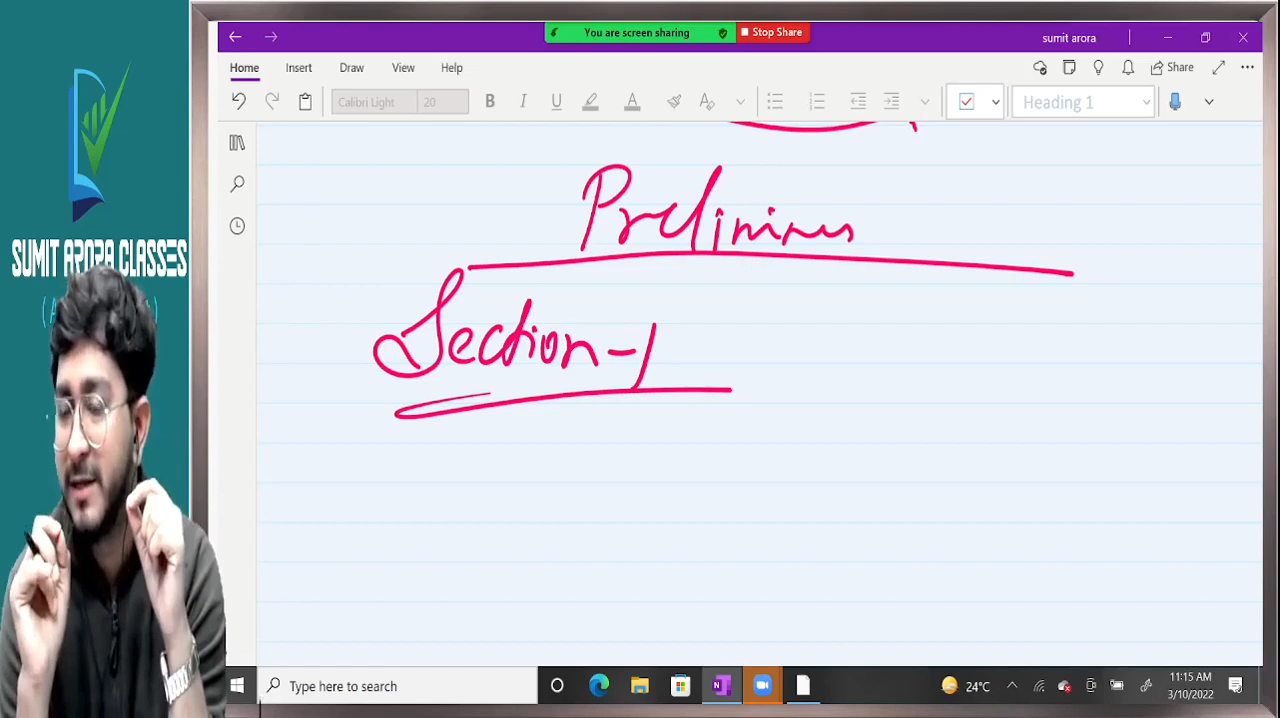 You are screen sharing
Stop Share
sumit arora
Home
Insert
Draw
View
Help
Share
Calibri Light
20
B
I
U
A
Heading 1
SUMIT ARORA CLASSES
Section-1
Type here to search
N
24°C
11:15 AM
3/10/2022